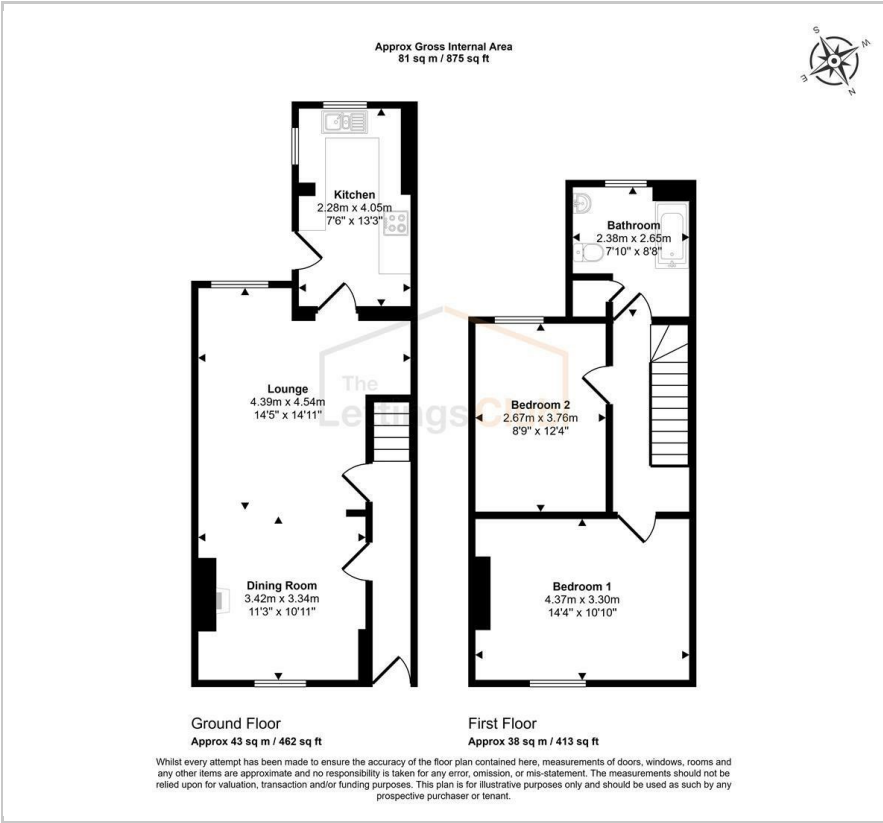 Approx Gross Internal Area
81 sq m / 875 sq ft
S
W
E
N
Kitchen
2.28m x 4.05m
7'6" x 13'3"
Bathroom
2.38m x 2.65m
7'10" x 8'8"
The
Lounge
4.39m x 4.54m
14'5" x 14'11"
Bedroom 2
2.67m x 3.76m
8'9" x 12'4"
Dining Room
3.42m x 3.34m
11'3" x 10'11"
Bedroom 1
4.37m x 3.30m
14'4" x 10'10"
Ground Floor
Approx 43 sq m / 462 sq ft
First Floor
Approx 38 sq m / 413 sq ft
Whilst every attempt has been made to ensure the accuracy of the floor plan contained here, measurements of doors, windows, rooms and
any other items are approximate and no responsibility is taken for any error, omission, or mis-statement. The measurements should not be
relied upon for valuation, transaction and/or funding purposes. This plan is for illustrative purposes only and should be used as such by any
prospective purchaser or tenant.